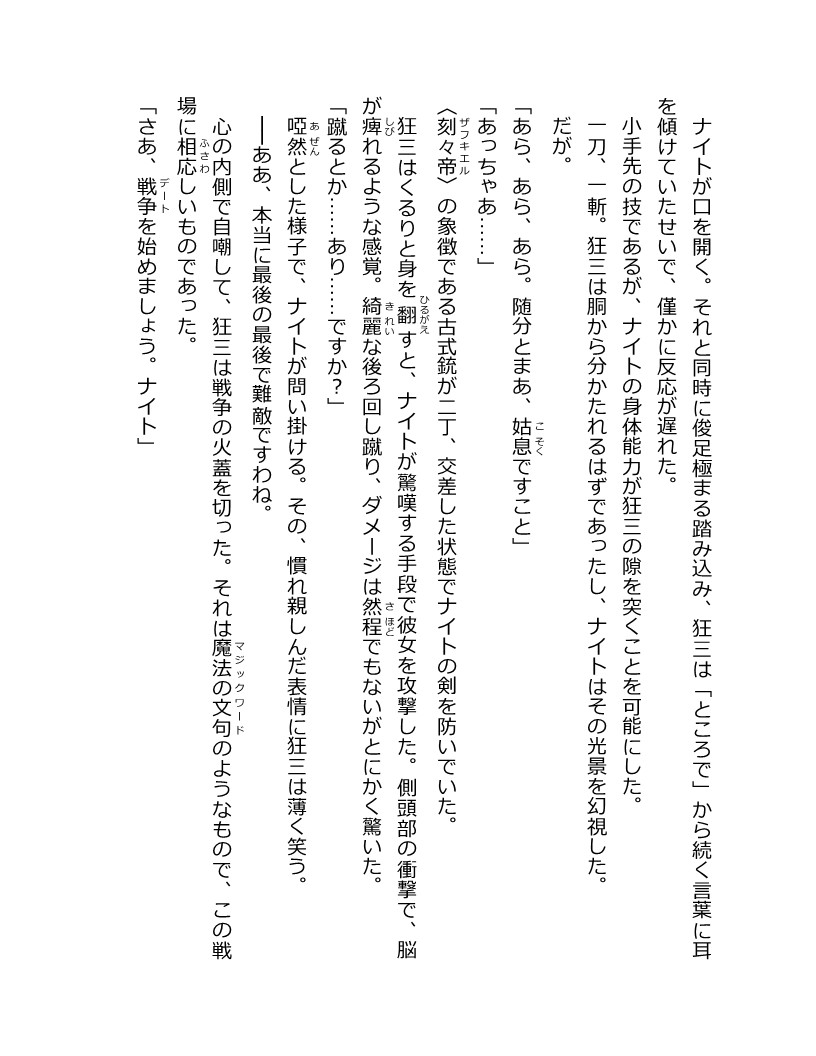 ナイトが口を開く。それと同時に俊足極まる踏み込み、狂三は「ところで」から続く言葉に耳
を傾けていたせいで、僅かに反応が遅れた。
小手先の技であるが、ナイトの身体能力が狂三の隙を突くことを可能にした。
一刀、一斬。狂三は胴から分かたれるはずであったし、ナイトはその光景を幻視した。
だが。
「あら、あら、あら。随分とまあ、姑息ですこと」
「あっちゃあ……」
〈刻々帝〉の象徴である古式銃が二丁、交差した状態でナイトの剣を防いでいた。
狂三はくるりと身を翻すと、ナイトが驚嘆する手段で彼女を攻撃した。側頭部の衝撃で、脳
が痺れるような感覚。綺麗な後ろ回し蹴り、ダメージは然程でもないがとにかく驚いた。
「蹴るとか……あり……ですか?」
啞然とした様子で、ナイトが問い掛ける。その、慣れ親しんだ表情に狂三は薄く笑う。
――ああ、本当に最後の最後で難敵ですわね。
心の内側で自嘲して、狂三は戦争の火蓋を切った。それは魔法の文句のようなもので、この戦
場に相応しいものであった。
「さあ、戦争を始めましょう。ナイト」